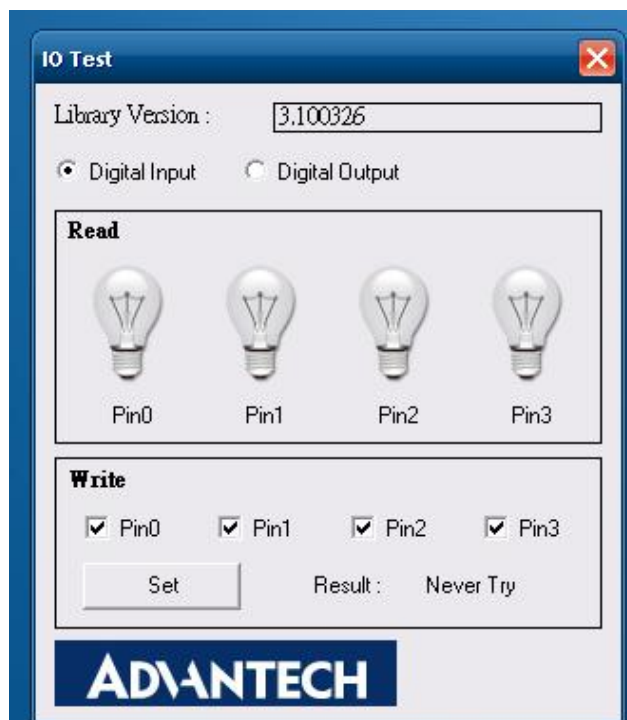 IO Test
Library Version : 3.100326
Digital Input Digital Output
Read
Pin0 Pin1 Pin2 Pin3
Write
Pin0 Pin1 Pin2 Pin3
Set Result : Never Try
ADVANTECH